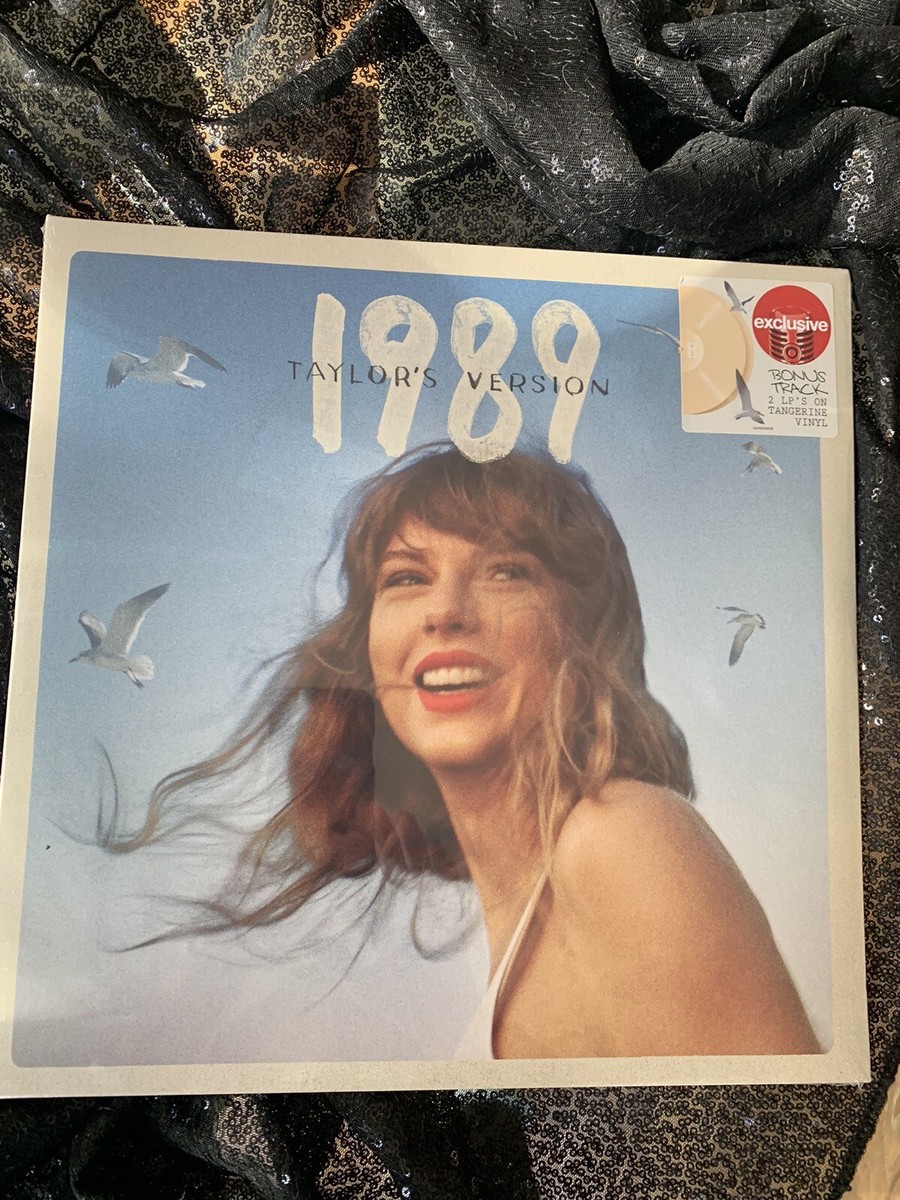 1989
TAYLOR'S VERSION
exclusive
BONUS
TRACK
2 LP'S ON
TANGERINE
VINYL